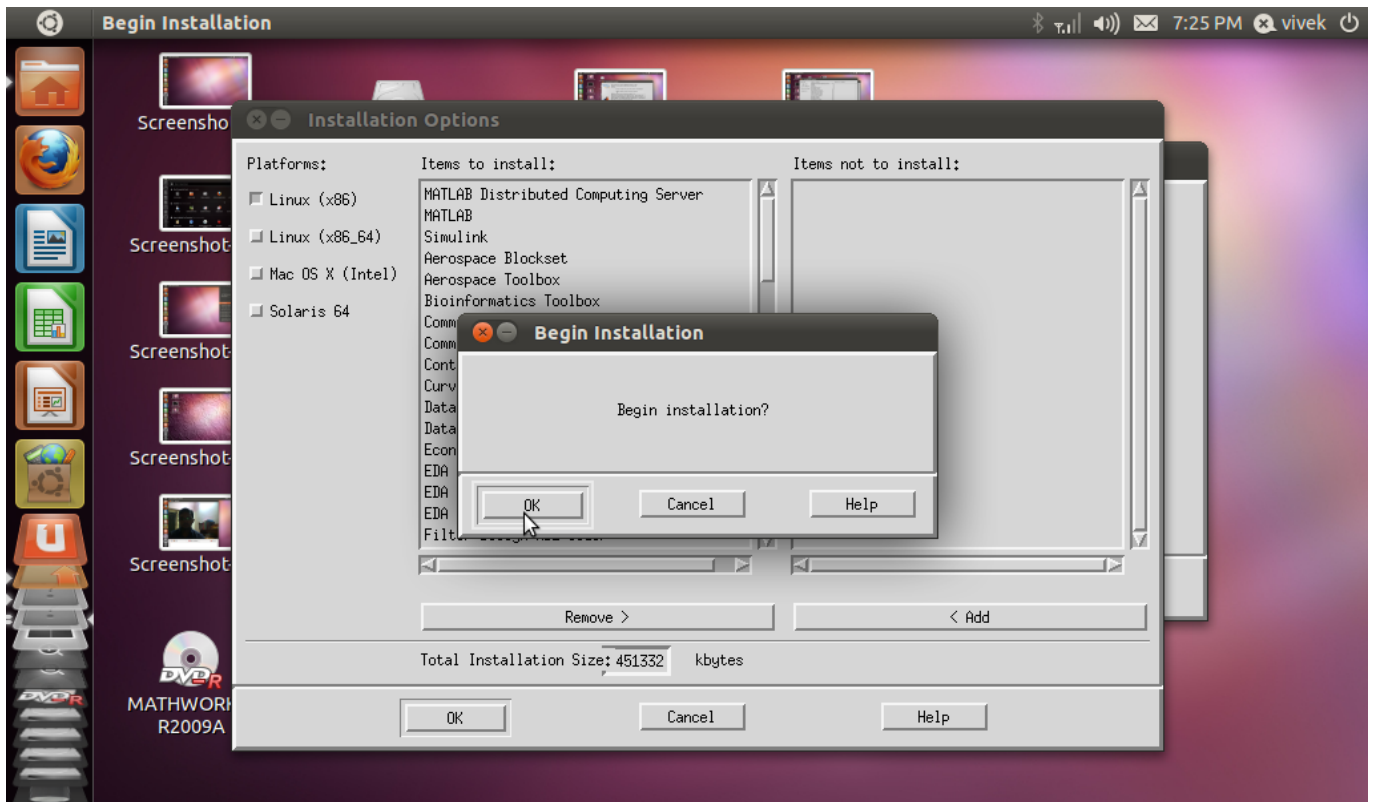 Begin Installation
7:25 PM
vivek
Screensho
Installation Options
Platforms:
Items to install:
Items not to install:
Linux (x86)
Linux (x86_64)
Mac OS X (Intel)
Solaris 64
MATLAB Distributed Computing Server
MATLAB
Simulink
Aerospace Blockset
Aerospace Toolbox
Bioinformatics Toolbox
Comm
Comm
Cont
Curv
Data
Data
Econ
EDA
EDA
EDA
Begin Installation
Begin installation?
OK
Cancel
Help
Screenshot-
Screenshot-
Screenshot-
Screenshot-
Remove >
< Add
Total Installation Size: 451332 kbytes
OK
Cancel
Help
MATHWOR
R2009A